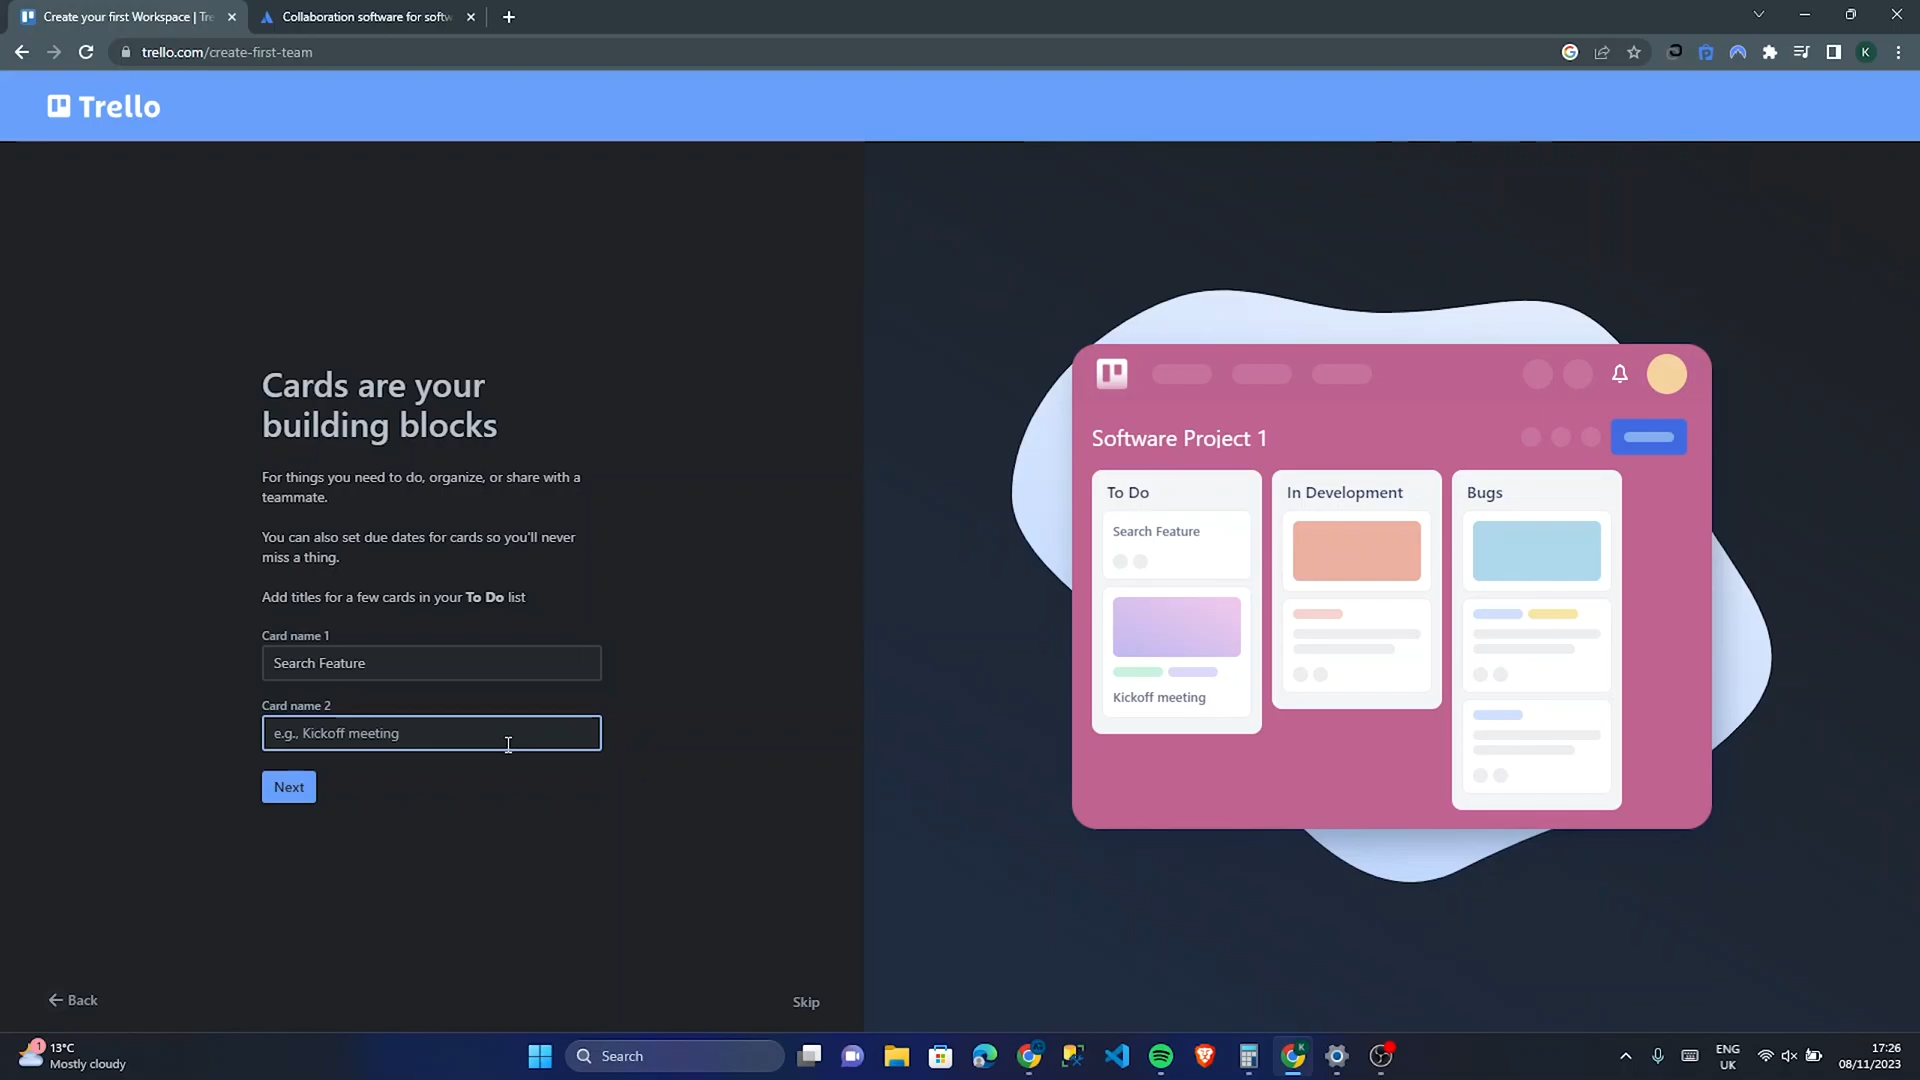 Create your first Workspace | Tr
Collaboration software for softw
trello.com/create-first-team
K
Trello
Cards are your
building blocks
For things you need to do, organize, or share with a
teammate.
You can also set due dates for cards so you'll never
miss a thing.
Add titles for a few cards in your To Do list
Card name 1
Search Feature
Card name 2
e.g., Kickoff meeting
Next
Back
Skip
Software Project 1
To Do
Search Feature
Kickoff meeting
In Development
Bugs
1
13°C
Mostly cloudy
Search
K
ENG
UK
17:26
08/11/2023